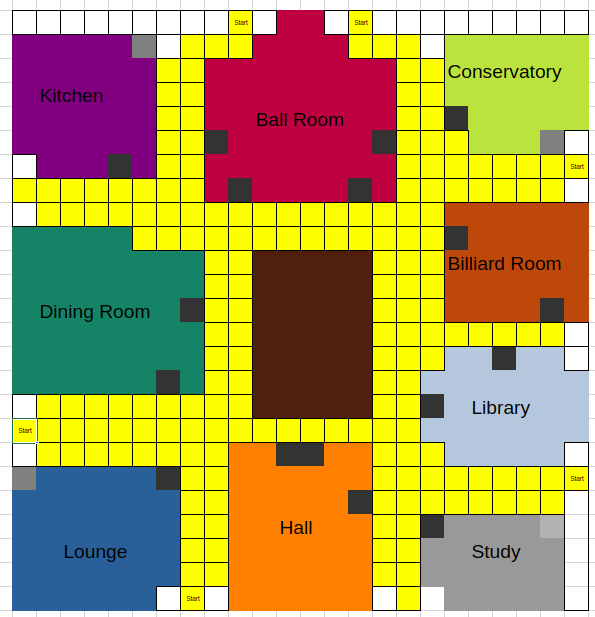 Start Start
Kitchen
Conservatory
Ball Room
Start
Billiard Room
Dining Room
Library
Start
Start
Hall
Lounge
Study
Start